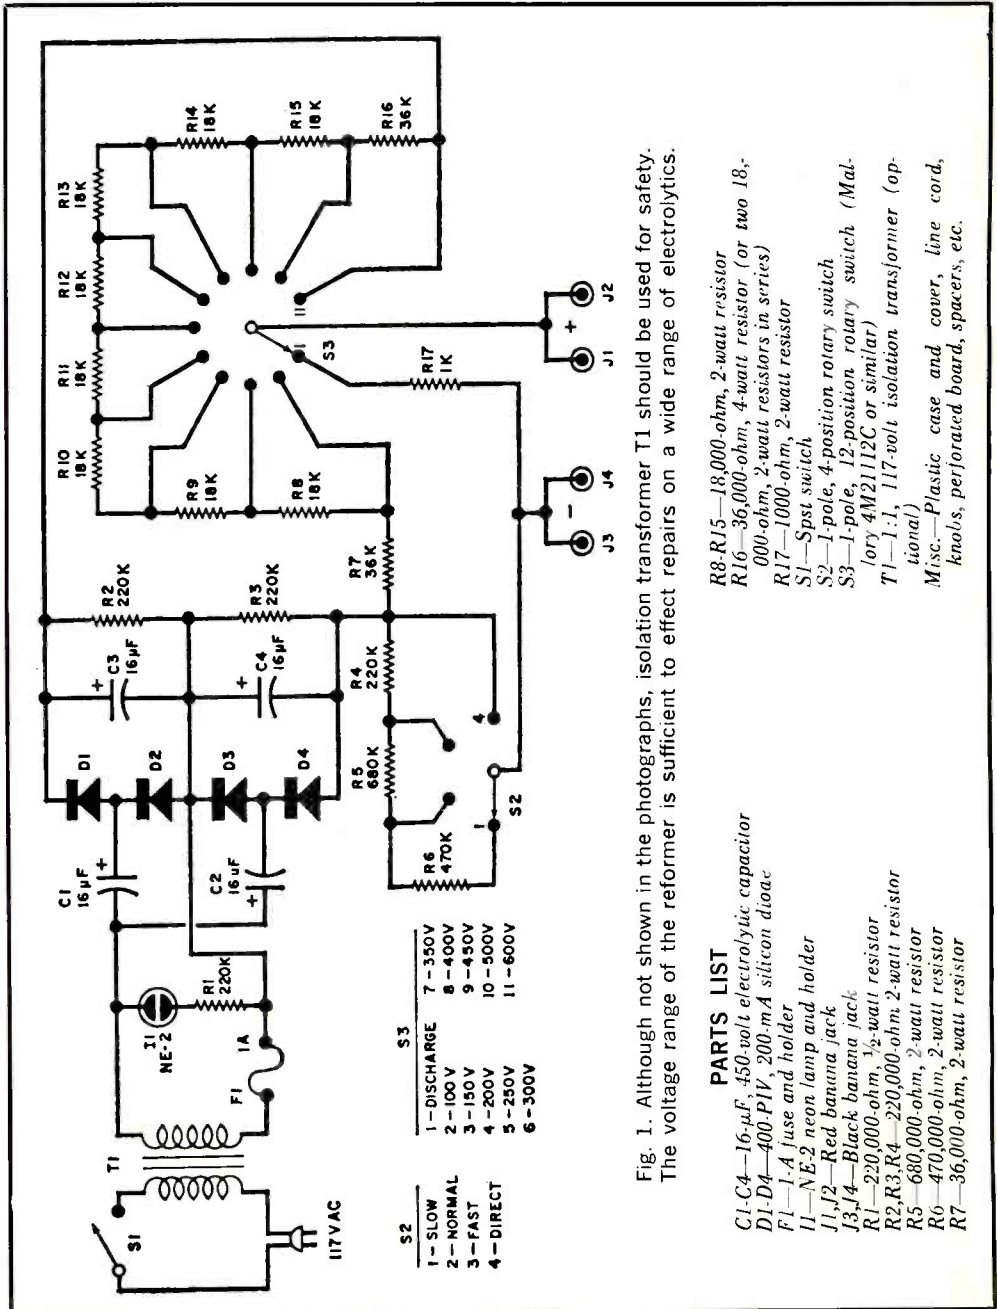 S1
T1
117 VAC
F1
1A
I1
NE-2
R1
220K
C1
16µF
+
C2
16µF
+
D1
D2
D3
D4
C3
16µF
+
C4
16µF
+
R2
220K
R3
220K
R4
220K
R5
680K
R6
470K
1
4
S2
R7
36K
R8
18K
R9
18K
R10
18K
R11
18K
R12
18K
R13
18K
R14
18K
R15
18K
R16
36K
1
11
S3
R17
1K
J3
-
J4
J1
+
J2
S2
1-SLOW
2-NORMAL
3-FAST
4-DIRECT
S3
1-DISCHARGE
2-100V
3-150V
4-200V
5-250V
6-300V
7-350V
8-400V
9-450V
10-500V
11-600V
Fig. 1. Although not shown in the photographs, isolation transformer T1 should be used for safety.
The voltage range of the reformer is sufficient to effect repairs on a wide range of electrolytics.
PARTS LIST
C1-C4—16-µF, 450-volt electrolytic capacitor
D1-D4—400-PIV, 200-mA silicon diode
F1—1-A fuse and holder
I1—NE-2 neon lamp and holder
J1,J2—Red banana jack
J3,J4—Black banana jack
R1—220,000-ohm, ½-watt resistor
R2,R3,R4—220,000-ohm 2-watt resistor
R5—680,000-ohm, 2-watt resistor
R6—470,000-ohm, 2-watt resistor
R7—36,000-ohm, 2-watt resistor
R8-R15—18,000-ohm, 2-watt resistor
R16—36,000-ohm, 4-watt resistor (or two 18,-
000-ohm, 2-watt resistors in series)
R17—1000-ohm, 2-watt resistor
S1—Spst switch
S2—1-pole, 4-position rotary switch
S3—1-pole, 12-position rotary switch (Mal-
lory 4M21112C or similar)
T1—1:1, 117-volt isolation transformer (op-
tional)
Misc.—Plastic case and cover, line cord,
knobs, perforated board, spacers, etc.